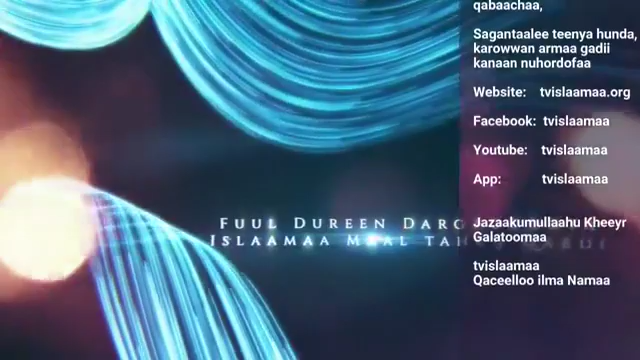 qabaachaa,
Sagantaalee teenya hunda,
karowwan armaa gadii
kanaan nuhordofaa
Website: tvislaamaa.org
Facebook: tvislaamaa
Youtube: tvislaamaa
App: tvislaamaa
Jazaakumullaahu Kheeyr
Galatoomaa
tvislaamaa
Qaceelloo ilma Namaa
Fuul Dureen
Islaamaa